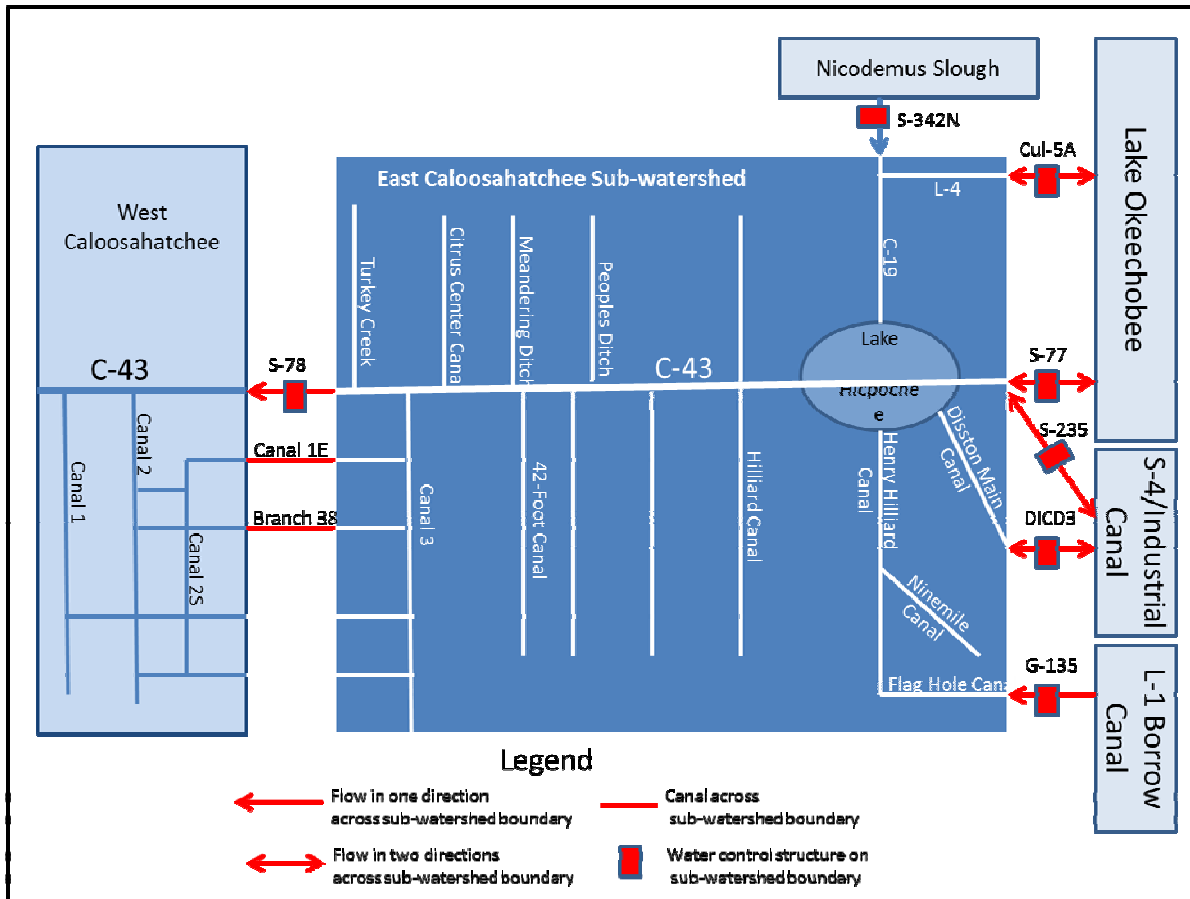 Nicodemus Slough
S-342N
Cul-5A
Lake Okeechobee
East Caloosahatchee Sub-watershed
L-4
West
Caloosahatchee
Turkey Creek
Citrus Center Cana
Meandering Ditch
Peoples Ditch
C-19
Lake
Hicpoche
e
C-43
S-78
C-43
S-77
S-235
Canal 1E
Branch 3S
Canal 1
Canal 2
Canal 2S
Canal 3
42-Foot Canal
Hilliard Canal
Henry Hilliard
Canal
Disston Main
Canal
DICD3
S-4/Industrial
Canal
Ninemile
Canal
Flag Hole Cana
G-135
L-1 Borrow
Canal
Legend
Flow in one direction
across sub-watershed boundary
Canal across
sub-watershed boundary
Flow in two directions
across sub-watershed boundary
Water control structure on
sub-watershed boundary